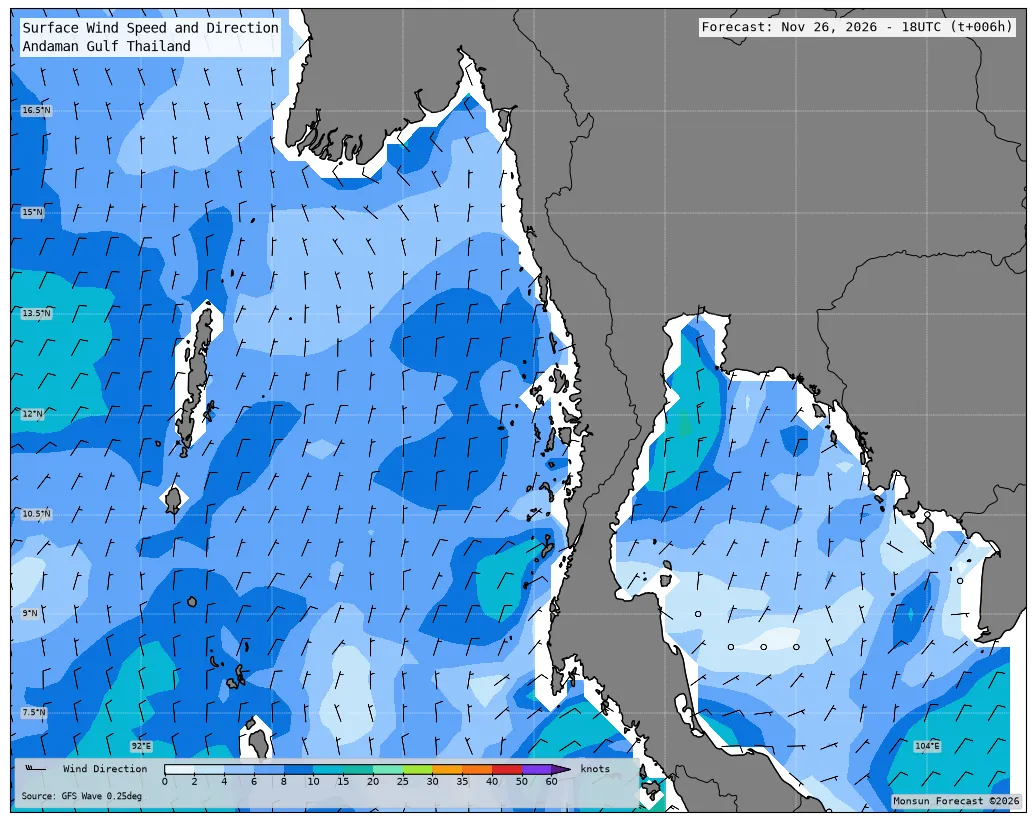 Surface Wind Speed and Direction
Andaman Gulf Thailand
Forecast: Nov 26, 2026 - 18UTC (t+006h)
16.5°N
15°N
13.5°N
12°N
10.5°N
9°N
7.5°N
92°E
104°E
Wind Direction
0 2 4 6 8 10 15 20 25 30 35 40 50 60 knots
Source: GFS Wave 0.25deg
Monsun Forecast ©2026